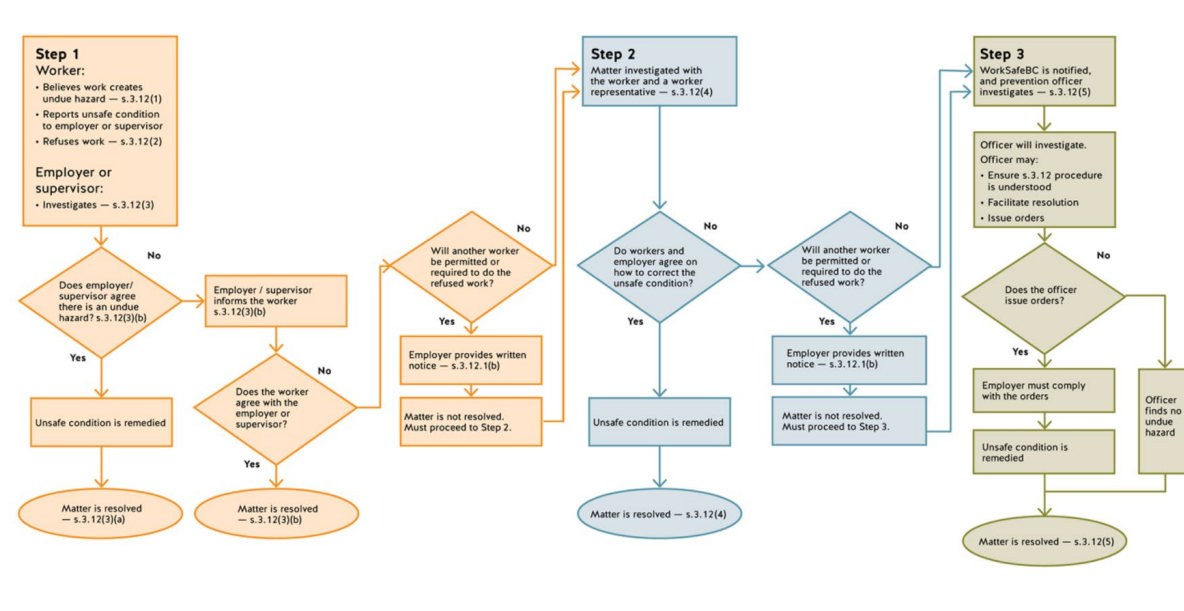 Step 1
Worker:
• Believes work creates
undue hazard — s.3.12(1)
• Reports unsafe condition
to employer or supervisor
• Refuses work — s.3.12(2)
Employer or
supervisor:
• Investigates — s.3.12(3)
No
Does employer/
supervisor agree
there is an undue
hazard? s.3.12(3)(b)
Yes
Unsafe condition is remedied
Matter is resolved
— s.3.12(3)(a)
Employer / supervisor
informs the worker
s.3.12(3)(b)
No
Does the worker
agree with the
employer or
supervisor?
Yes
Matter is resolved
— s.3.12(3)(b)
No
Will another worker
be permitted or
required to do the
refused work?
Yes
Employer provides written
notice — s.3.12.1(b)
Matter is not resolved.
Must proceed to Step 2.
Step 2
Matter investigated with
the worker and a worker
representative — s.3.12(4)
No
Do workers and
employer agree on
how to correct the
unsafe condition?
Yes
Unsafe condition is remedied
Matter is resolved — s.3.12(4)
No
Will another worker
be permitted or
required to do the
refused work?
Yes
Employer provides written
notice — s.3.12.1(b)
Matter is not resolved.
Must proceed to Step 3.
Step 3
WorkSafeBC is notified,
and prevention officer
investigates — s.3.12(5)
Officer will investigate.
Officer may:
• Ensure s.3.12 procedure
is understood
• Facilitate resolution
• Issue orders
No
Does the officer
issue orders?
Yes
Employer must comply
with the orders
Unsafe condition is
remedied
Officer
finds no
undue
hazard
Matter is resolved — s.3.12(5)